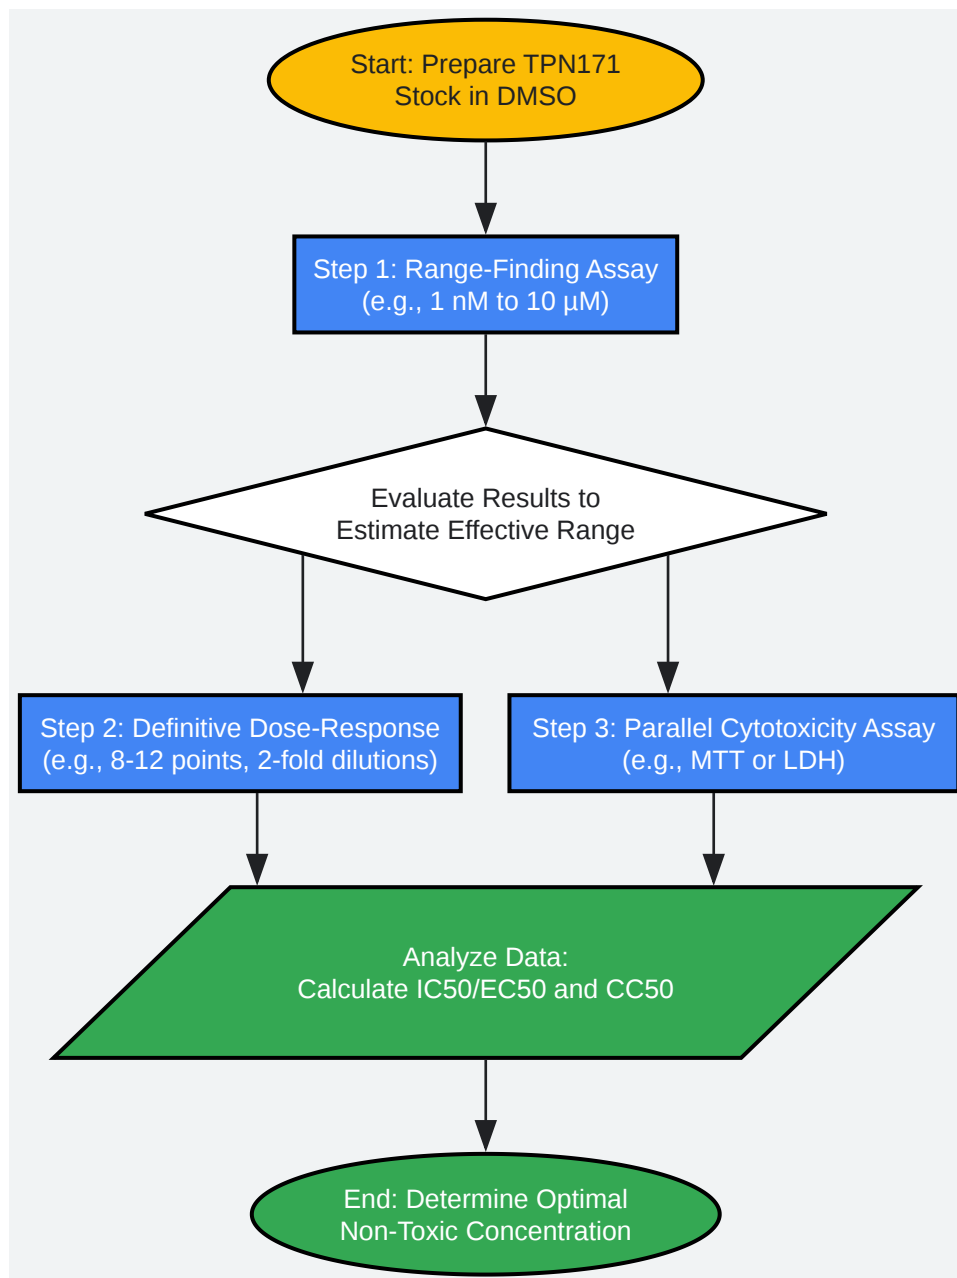 Start: Prepare TPN171
Stock in DMSO
Step 1: Range-Finding Assay
(e.g., 1 nM to 10 µM)
Evaluate Results to
Estimate Effective Range
Step 2: Definitive Dose-Response
(e.g., 8-12 points, 2-fold dilutions)
Step 3: Parallel Cytotoxicity Assay
(e.g., MTT or LDH)
Analyze Data:
Calculate IC50/EC50 and CC50
End: Determine Optimal
Non-Toxic Concentration